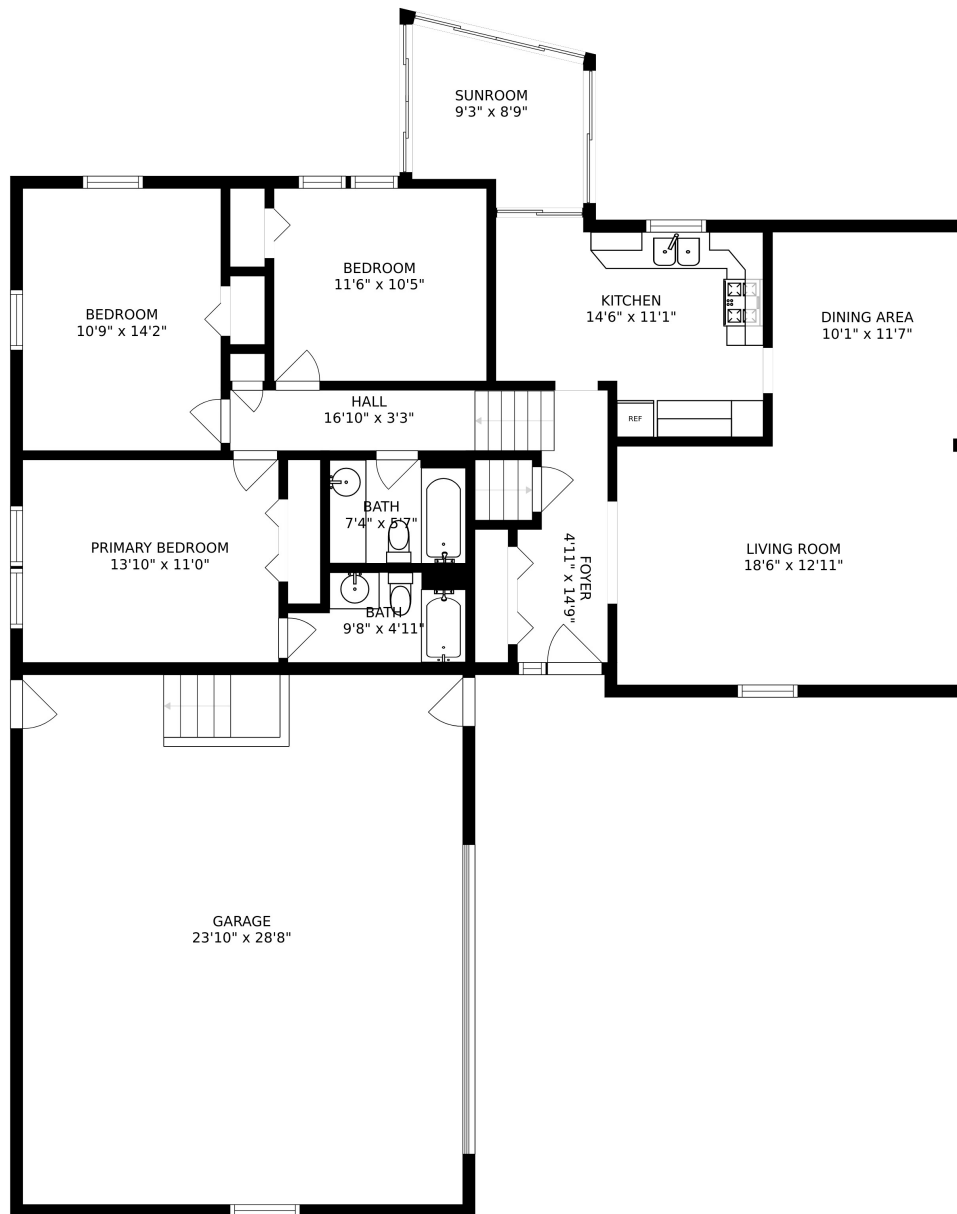 SUNROOM
9'3" x 8'9"
BEDROOM
11'6" x 10'5"
BEDROOM
10'9" x 14'2"
KITCHEN
14'6" x 11'1"
DINING AREA
10'1" x 11'7"
HALL
16'10" x 3'3"
REF
BATH
7'4" x 5'7"
PRIMARY BEDROOM
13'10" x 11'0"
FOYER
4'11" x 14'9"
LIVING ROOM
18'6" x 12'11"
BATH
9'8" x 4'11"
GARAGE
23'10" x 28'8"